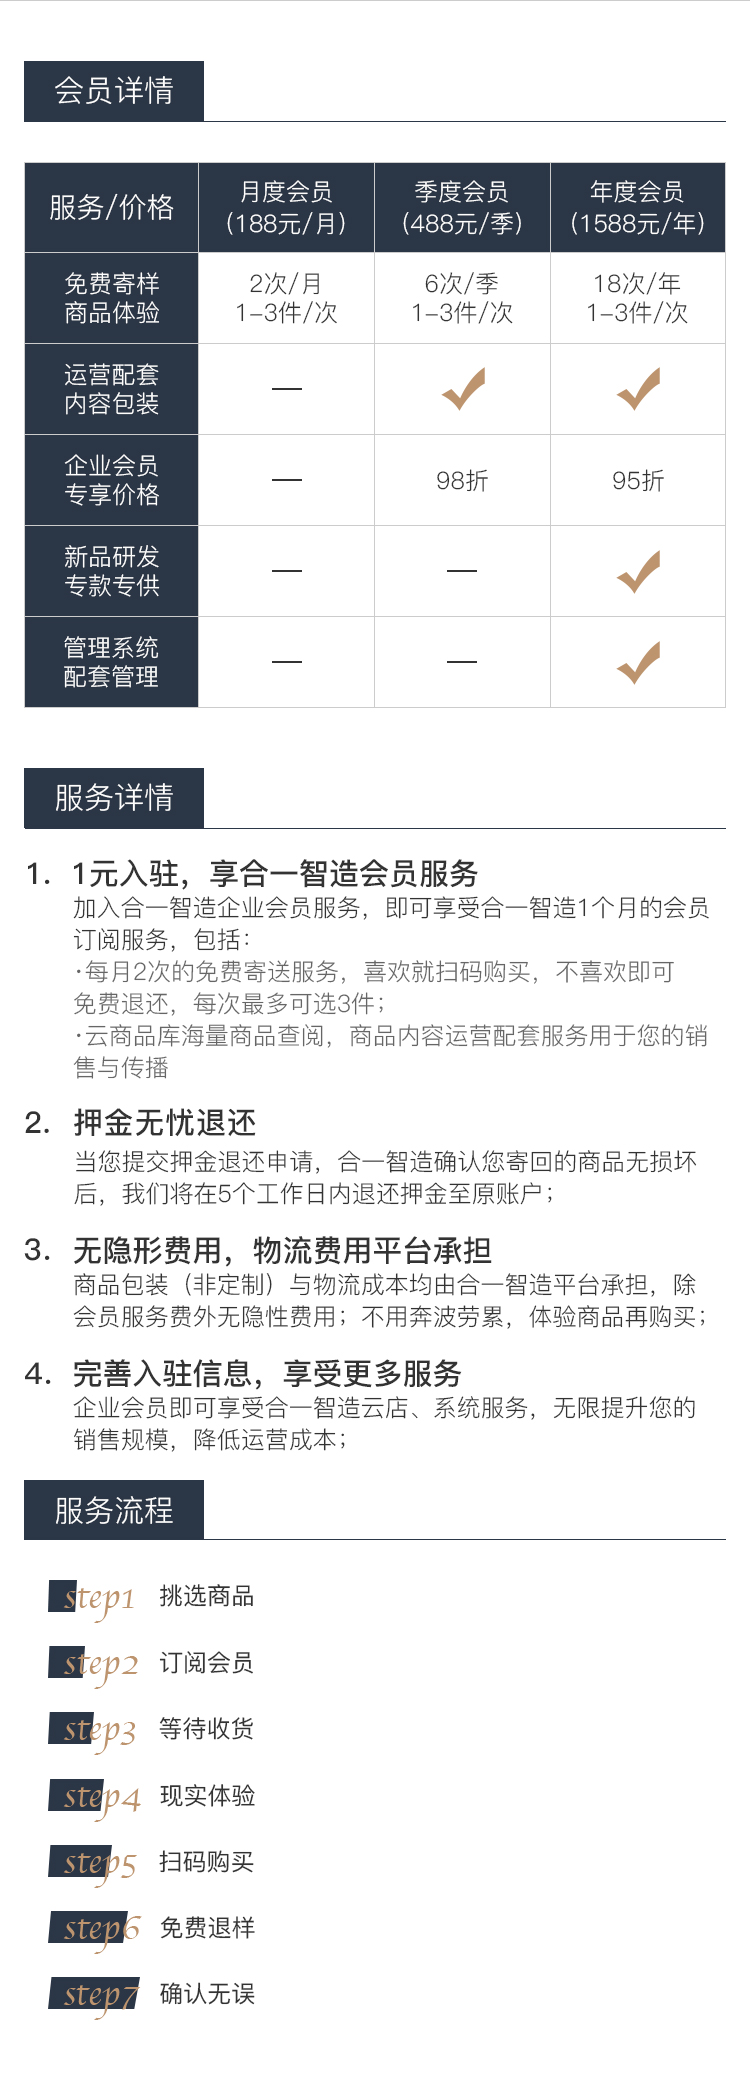 会员详情
服务/价格
月度会员
(188元/月)
季度会员
(488元/季)
年度会员
(1588元/年)
免费寄样
商品体验
2次/月
1-3件/次
6次/季
1-3件/次
18次/年
1-3件/次
运营配套
内容包装
—
企业会员
专享价格
—
98折
95折
新品研发
专款专供
—
—
管理系统
配套管理
—
—
服务详情
1. 1元入驻，享合一智造会员服务
加入合一智造企业会员服务，即可享受合一智造1个月的会员
订阅服务，包括：
·每月2次的免费寄送服务，喜欢就扫码购买，不喜欢即可
免费退还，每次最多可选3件；
·云商品库海量商品查阅，商品内容运营配套服务用于您的销
售与传播
2. 押金无忧退还
当您提交押金退还申请，合一智造确认您寄回的商品无损坏
后，我们将在5个工作日内退还押金至原账户；
3. 无隐形费用，物流费用平台承担
商品包装（非定制）与物流成本均由合一智造平台承担，除
会员服务费外无隐性费用；不用奔波劳累，体验商品再购买；
4. 完善入驻信息，享受更多服务
企业会员即可享受合一智造云店、系统服务，无限提升您的
销售规模，降低运营成本；
服务流程
step1 挑选商品
step2 订阅会员
step3 等待收货
step4 现实体验
step5 扫码购买
step6 免费退样
step7 确认无误